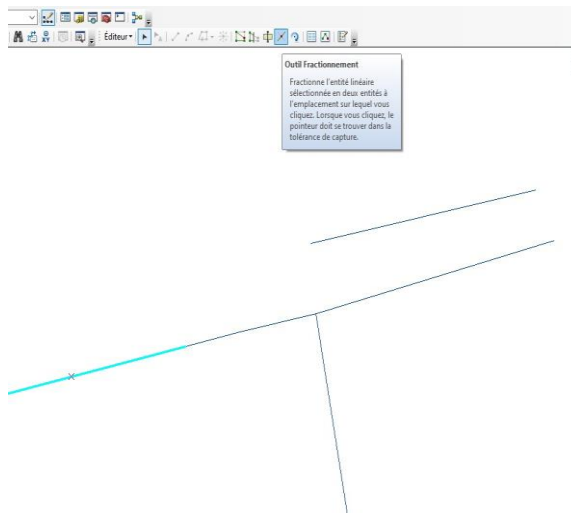 Éditeur
Outil Fractionnement
Fractionne l'entité linéaire
sélectionnée en deux entités à
l'emplacement sur lequel vous
cliquez. Lorsque vous cliquez, le
pointeur doit se trouver dans la
tolérance de capture.